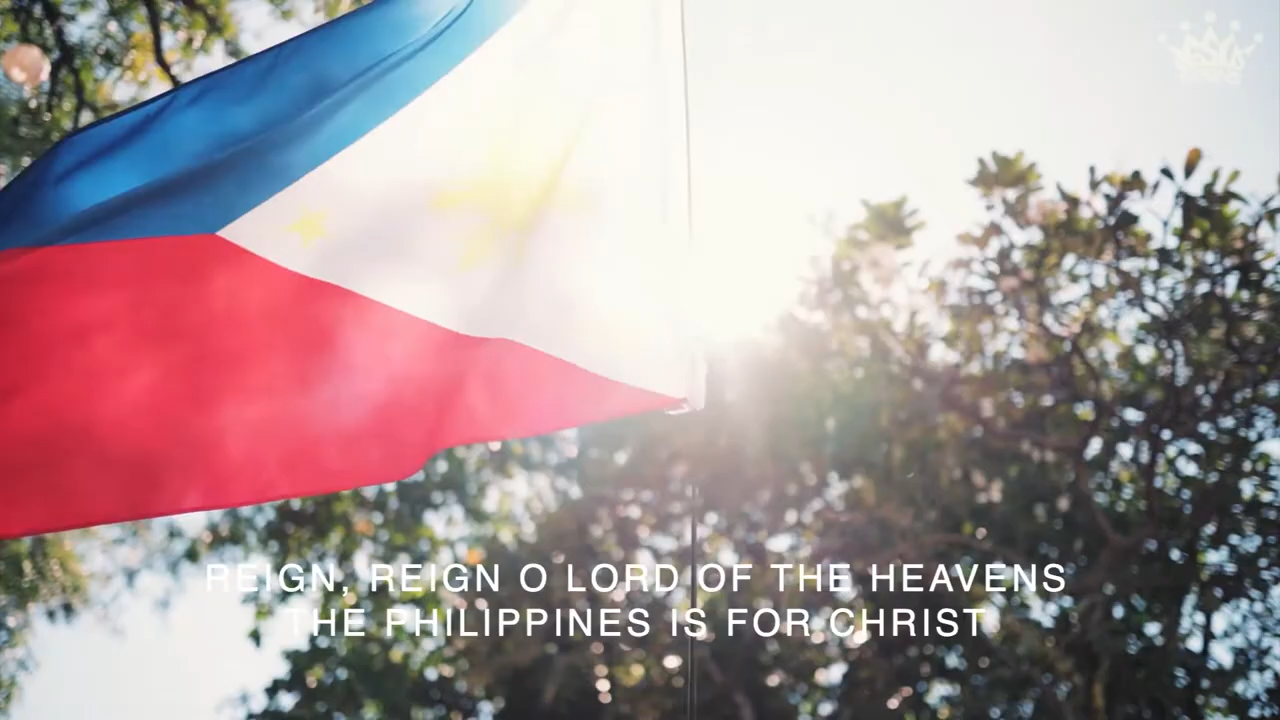 REIGN, REIGN O LORD OF THE HEAVENS
THE PHILIPPINES IS FOR CHRIST